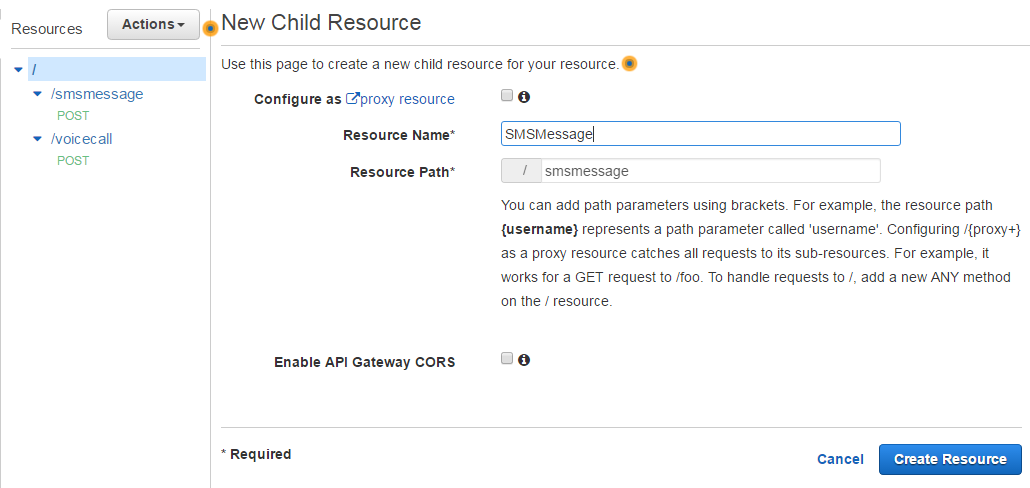 Resources
Actions
/
/smsmessage
POST
/voicecall
POST
New Child Resource
Use this page to create a new child resource for your resource.
Configure as proxy resource
Resource Name*
SMSMessage
Resource Path*
/ smsmessage
You can add path parameters using brackets. For example, the resource path
{username} represents a path parameter called 'username'. Configuring /{proxy+}
as a proxy resource catches all requests to its sub-resources. For example, it
works for a GET request to /foo. To handle requests to /, add a new ANY method
on the / resource.
Enable API Gateway CORS
* Required
Cancel
Create Resource